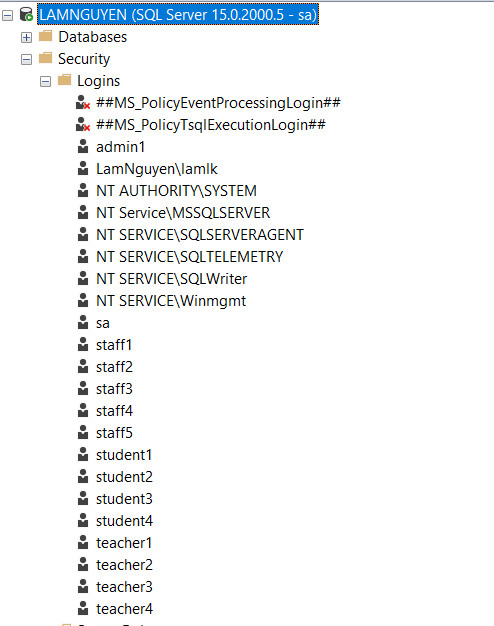 LAMNGUYEN (SQL Server 15.0.2000.5 - sa)
Databases
Security
Logins
##MS_PolicyEventProcessingLogin##
##MS_PolicyTsqlExecutionLogin##
admin1
LamNguyen\lamlk
NT AUTHORITY\SYSTEM
NT Service\MSSQLSERVER
NT SERVICE\SQLSERVERAGENT
NT SERVICE\SQLTELEMETRY
NT SERVICE\SQLWriter
NT SERVICE\Winmgmt
sa
staff1
staff2
staff3
staff4
staff5
student1
student2
student3
student4
teacher1
teacher2
teacher3
teacher4